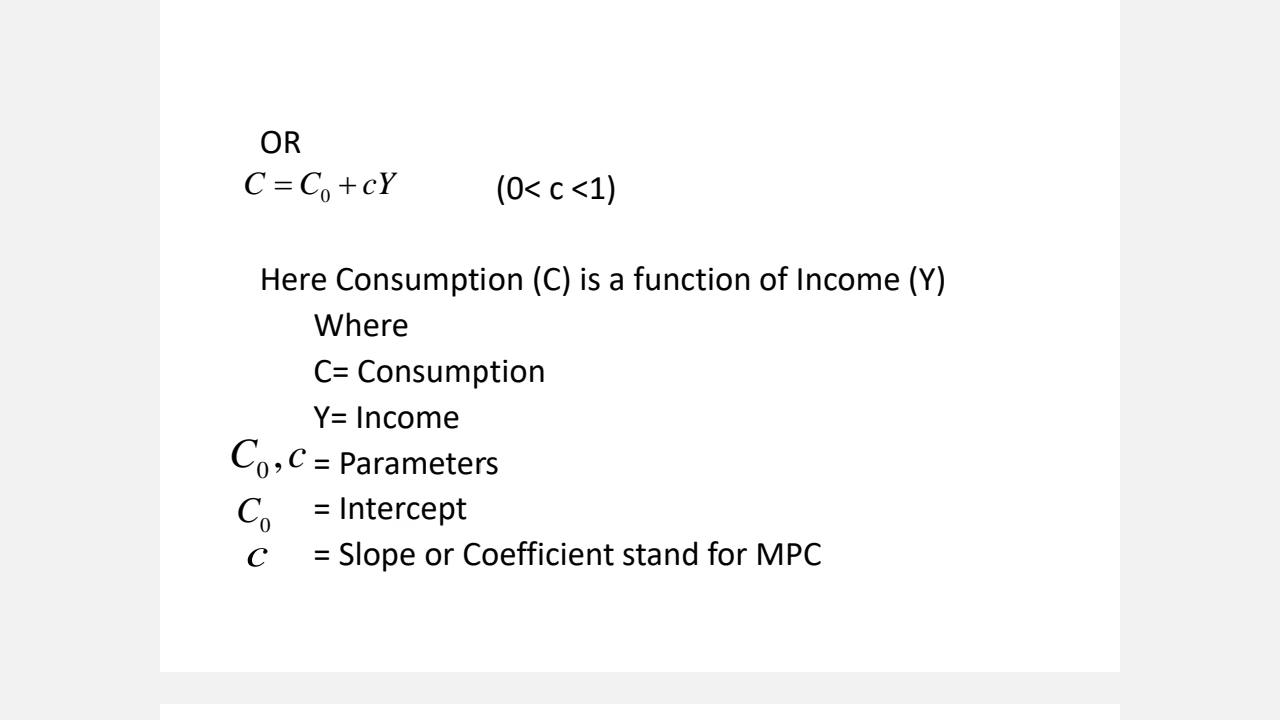 OR
C = C₀ + cY (0< c <1)
Here Consumption (C) is a function of Income (Y)
Where
C= Consumption
Y= Income
C₀, c = Parameters
C₀ = Intercept
c = Slope or Coefficient stand for MPC